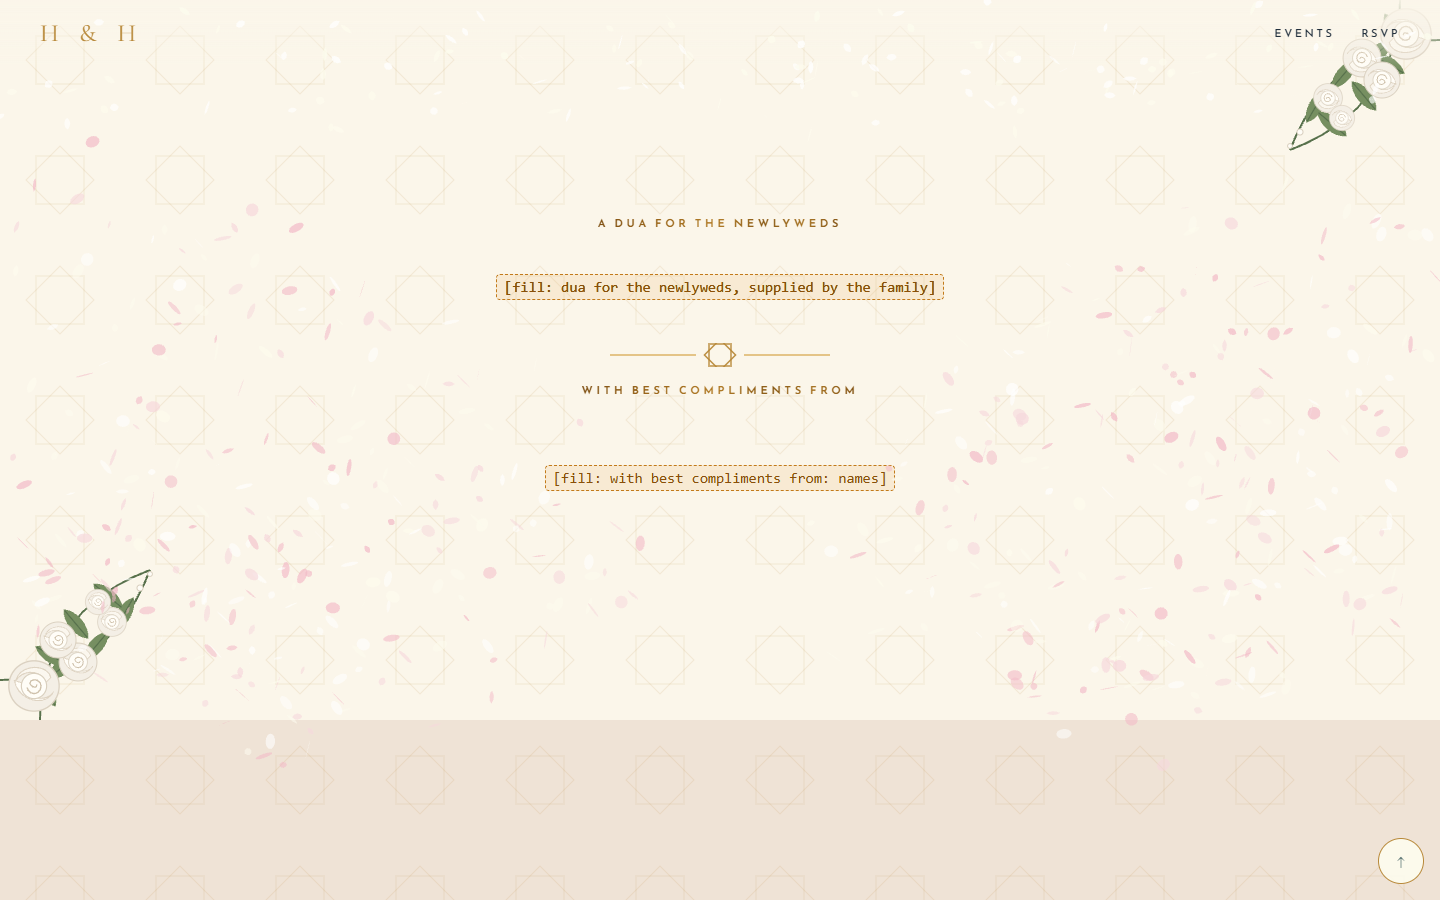 H & H
EVENTS RSVP
A DUA FOR THE NEWLYWEDS
[fill: dua for the newlyweds, supplied by the family]
WITH BEST COMPLIMENTS FROM
[fill: with best compliments from: names]
↑